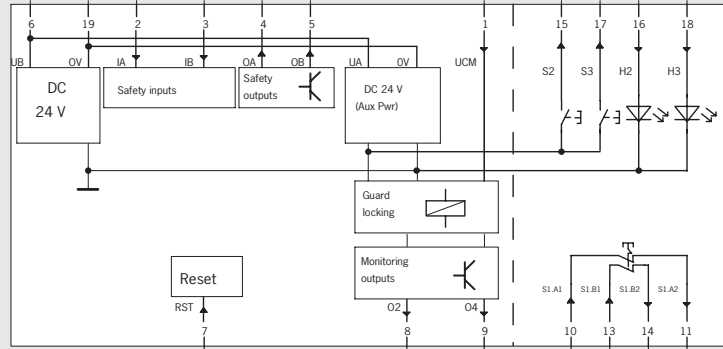 6 19 2 3 4 5 1 15 17 16 18
UB 0V IA IB OA OB UA 0V UCM S2 S3 H2 H3
DC
24 V
Safety inputs
Safety
outputs
DC 24 V
(Aux Pwr)
Guard
locking
Monitoring
outputs
Reset
RST
O2 O4
S1.A1 S1.B1 S1.B2 S1.A2
7 8 9 10 13 14 11